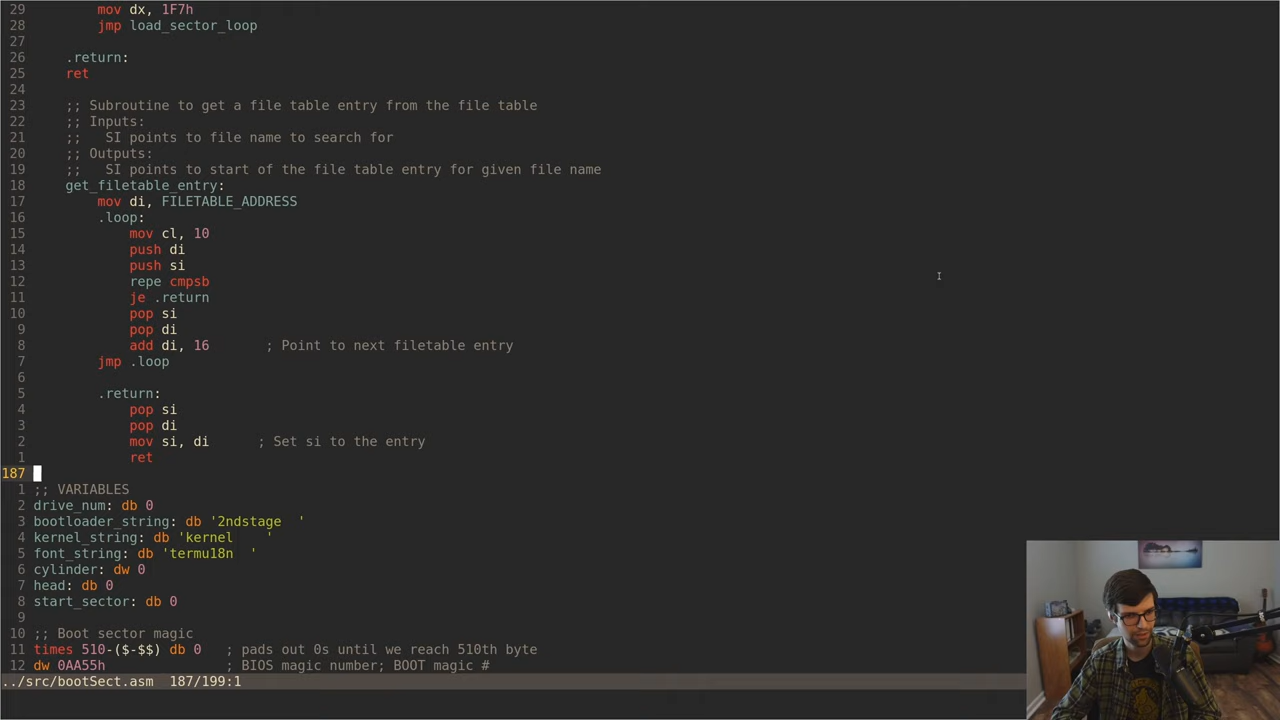 29 mov dx, 1F7h
28 jmp load_sector_loop
27
26 .return:
25 ret
24
23 ;; Subroutine to get a file table entry from the file table
22 ;; Inputs:
21 ;;   SI points to file name to search for
20 ;; Outputs:
19 ;;   SI points to start of the file table entry for given file name
18 get_filetable_entry:
17 mov di, FILETABLE_ADDRESS
16 .loop:
15 mov cl, 10
14 push di
13 push si
12 repe cmpsb
11 je .return
10 pop si
9 pop di
8 add di, 16       ; Point to next filetable entry
7 jmp .loop
6
5 .return:
4 pop si
3 pop di
2 mov si, di      ; Set si to the entry
1 ret
187
1 ;; VARIABLES
2 drive_num: db 0
3 bootloader_string: db '2ndstage  '
4 kernel_string: db 'kernel    '
5 font_string: db 'termu18n  '
6 cylinder: dw 0
7 head: db 0
8 start_sector: db 0
9
10 ;; Boot sector magic
11 times 510-($-$$) db 0   ; pads out 0s until we reach 510th byte
12 dw 0AA55h               ; BIOS magic number; BOOT magic #
../src/bootSect.asm  187/199:1